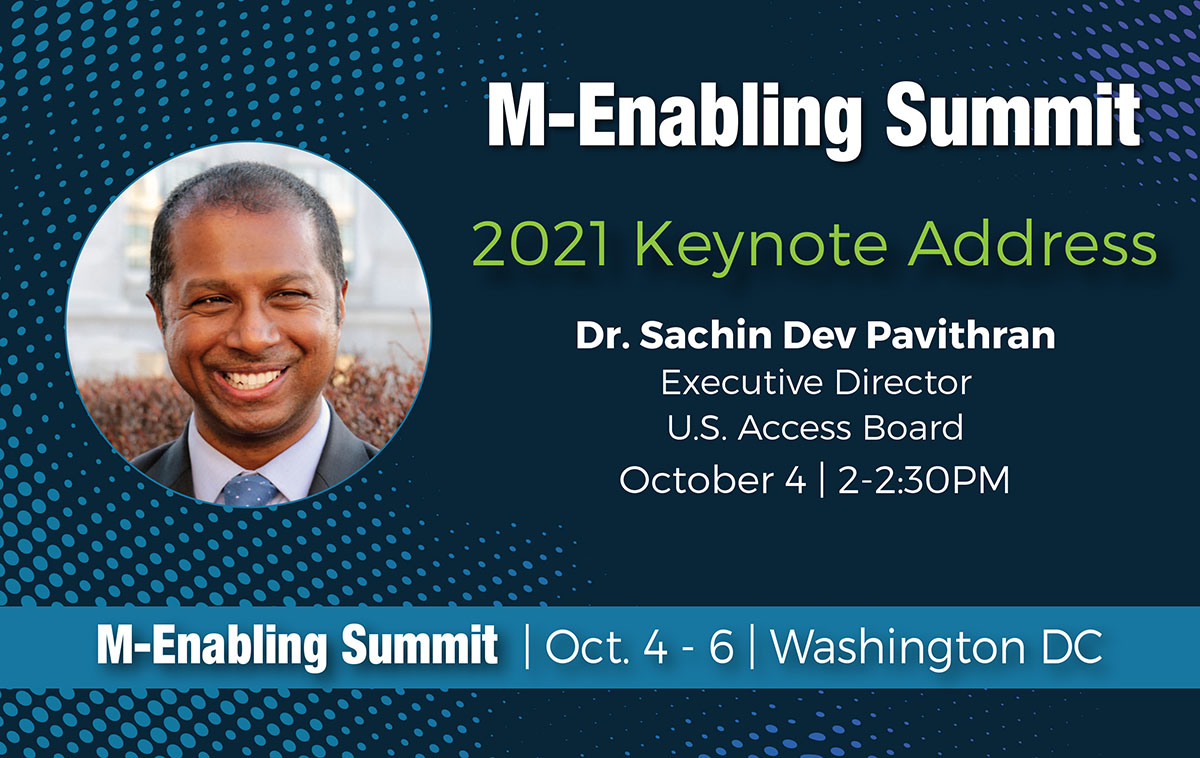 M-Enabling Summit
2021 Keynote Address
Dr. Sachin Dev Pavithran
Executive Director
U.S. Access Board
October 4 | 2-2:30PM
M-Enabling Summit | Oct. 4 - 6 | Washington DC